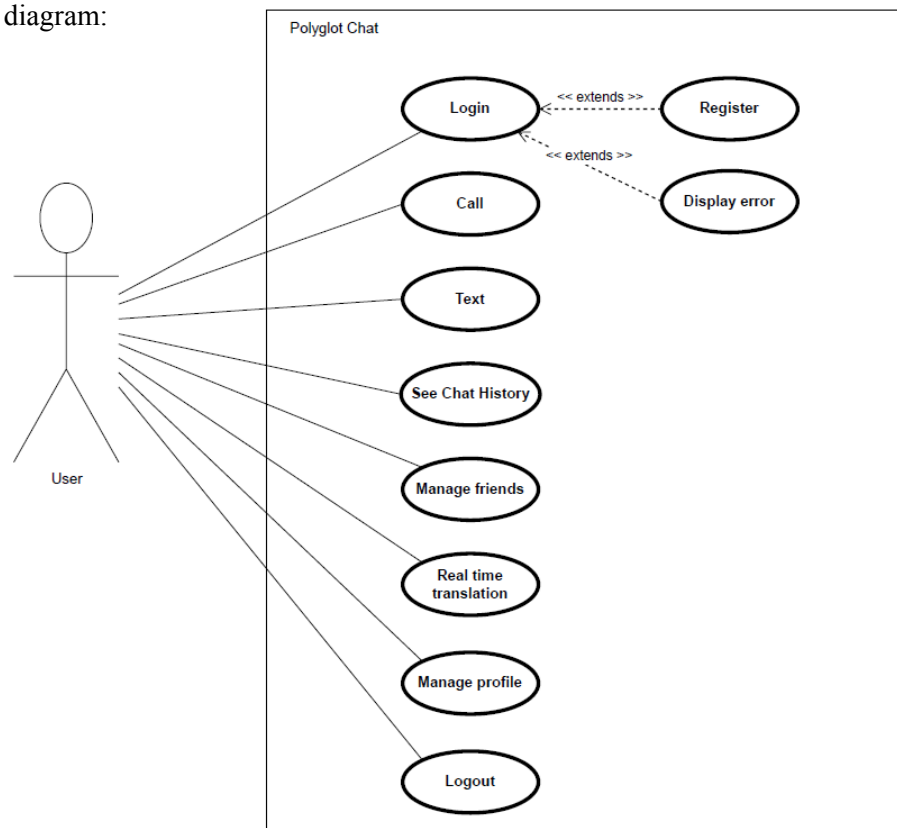 diagram:
Polyglot Chat
Login
<< extends >>
Register
<< extends >>
Display error
Call
Text
See Chat History
Manage friends
User
Real time
translation
Manage profile
Logout